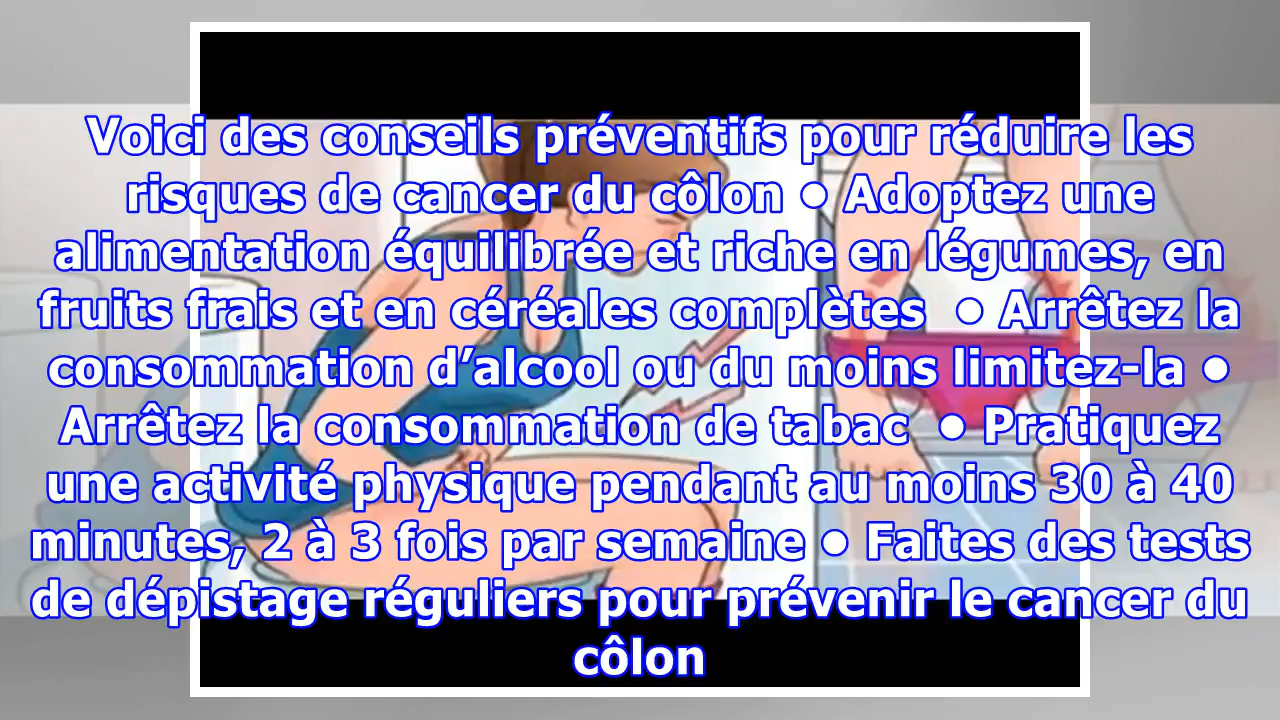 Voici des conseils préventifs pour réduire les
risques de cancer du côlon • Adoptez une
alimentation équilibrée et riche en légumes, en
fruits frais et en céréales complètes • Arrêtez la
consommation d’alcool ou du moins limitez-la •
Arrêtez la consommation de tabac • Pratiquez
une activité physique pendant au moins 30 à 40
minutes, 2 à 3 fois par semaine • Faites des tests
de dépistage réguliers pour prévenir le cancer du
côlon